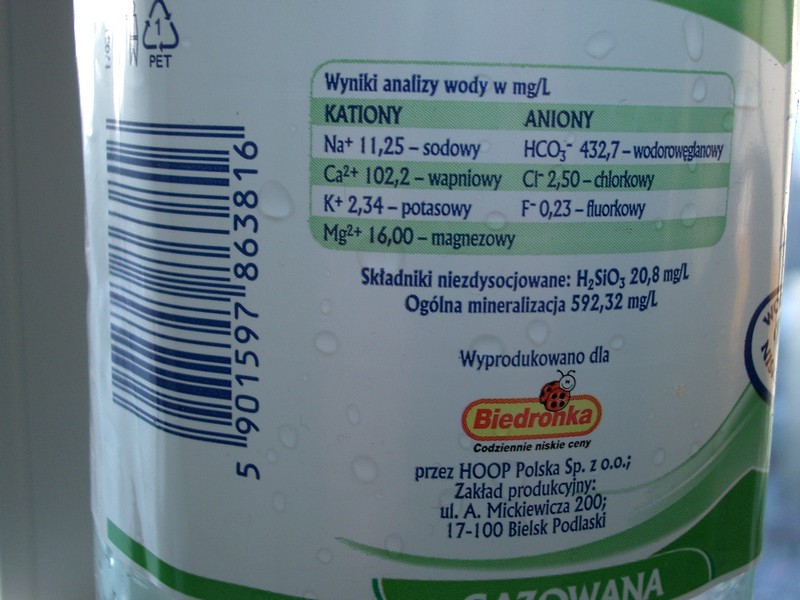 1
PET
Wyniki analizy wody w mg/L
KATIONY ANIONY
Na⁺ 11,25 – sodowy HCO₃⁻ 432,7 – wodorowęglanowy
Ca²⁺ 102,2 – wapniowy Cl⁻ 2,50 – chlorkowy
K⁺ 2,34 – potasowy F⁻ 0,23 – fluorkowy
Mg²⁺ 16,00 – magnezowy
Składniki niezdysocjowane: H₂SiO₃ 20,8 mg/L
Ogólna mineralizacja 592,32 mg/L
5 901597 863816
Wyprodukowano dla
Biedronka
Codziennie niskie ceny
przez HOOP Polska Sp. z o.o.;
Zakład produkcyjny:
ul. A. Mickiewicza 200;
17-100 Bielsk Podlaski
GAZOWANA